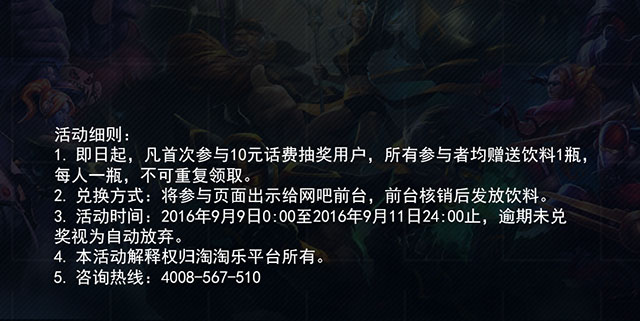 活动细则：
1. 即日起，凡首次参与10元话费抽奖用户，所有参与者均赠送饮料1瓶，
每人一瓶，不可重复领取。
2. 兑换方式：将参与页面出示给网吧前台，前台核销后发放饮料。
3. 活动时间：2016年9月9日0:00至2016年9月11日24:00止，逾期未兑
奖视为自动放弃。
4. 本活动解释权归淘淘乐平台所有。
5. 咨询热线：4008-567-510